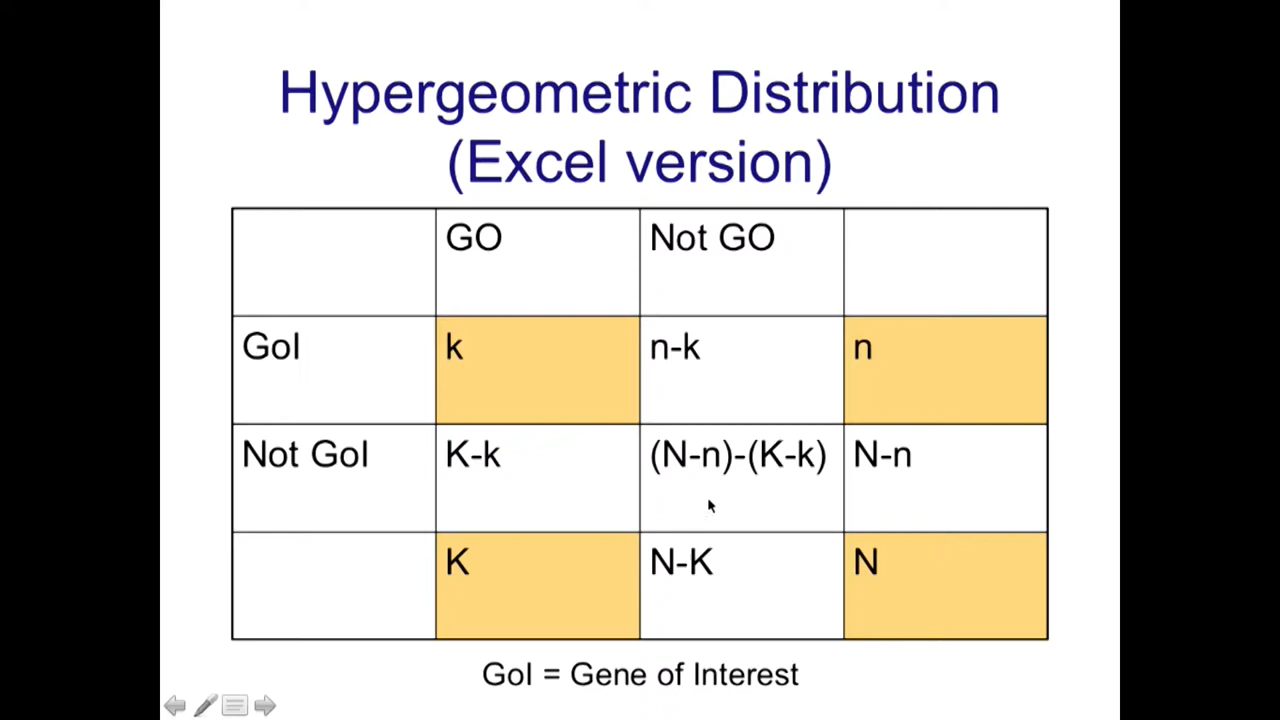 Hypergeometric Distribution
(Excel version)
GO Not GO
GoI k n-k n
Not GoI K-k (N-n)-(K-k) N-n
K N-K N
GoI = Gene of Interest